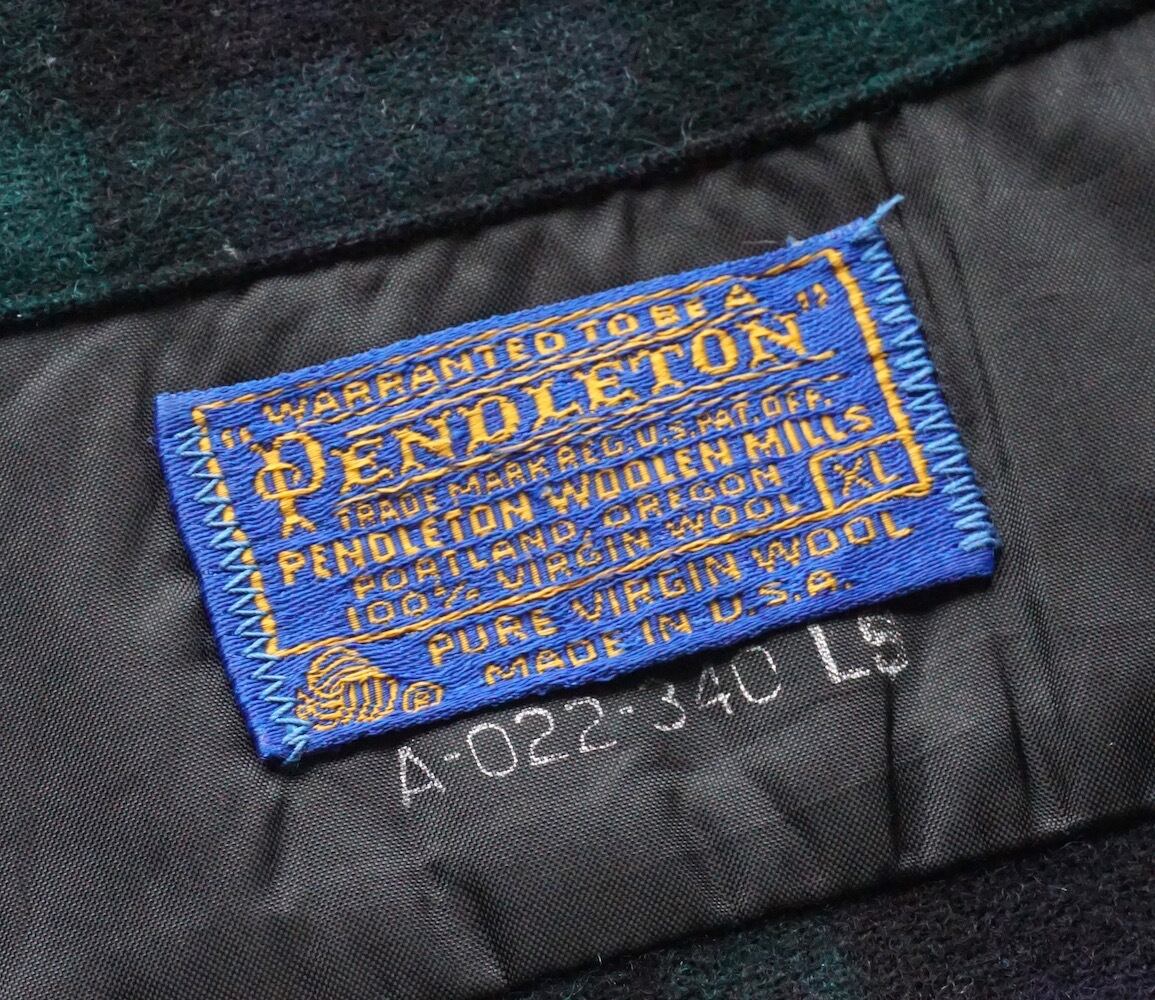 "WARRANTED TO BE A
"PENDLETON"
TRADE MARK REG. U.S. PAT. OFF.
PENDLETON WOOLEN MILLS
PORTLAND, OREGON
100% VIRGIN WOOL XL
PURE VIRGIN WOOL
® MADE IN U.S.A.
A-022-340 LS